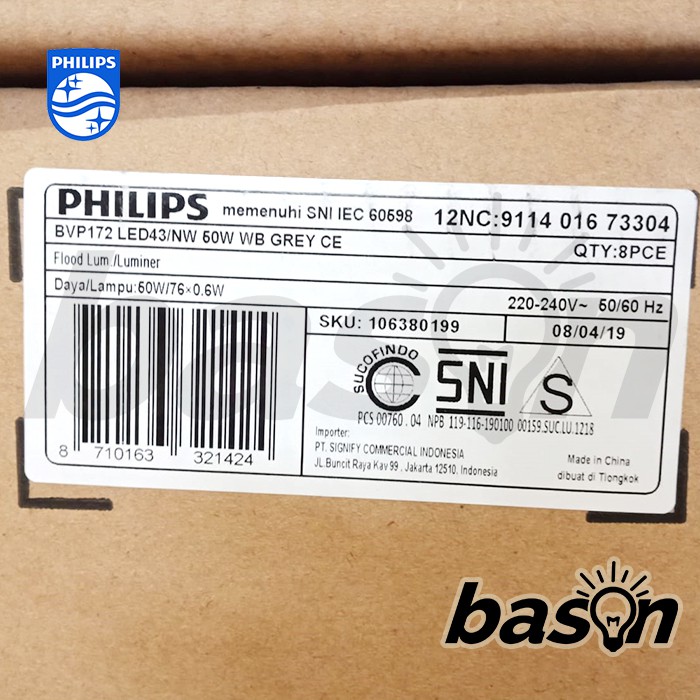 PHILIPS
PHILIPS memenuhi SNI IEC 60598 12NC:9114 016 73304
BVP172 LED43/NW 50W WB GREY CE QTY:8PCE
Flood Lum./Luminer
Daya/Lampu:50W/76×0.6W 220-240V~ 50/60 Hz
SKU: 106380199 08/04/19
SUCOFINDO SNI S
PCS 00760.04 NPB 119-116-190100 00159.SUC.LU.1218
8 710163 321424
Importer:
PT. SIGNIFY COMMERCIAL INDONESIA
JL.Buncit Raya Kav 99, Jakarta 12510. Indonesia
Made in China
dibuat di Tiongkok
bason
bason